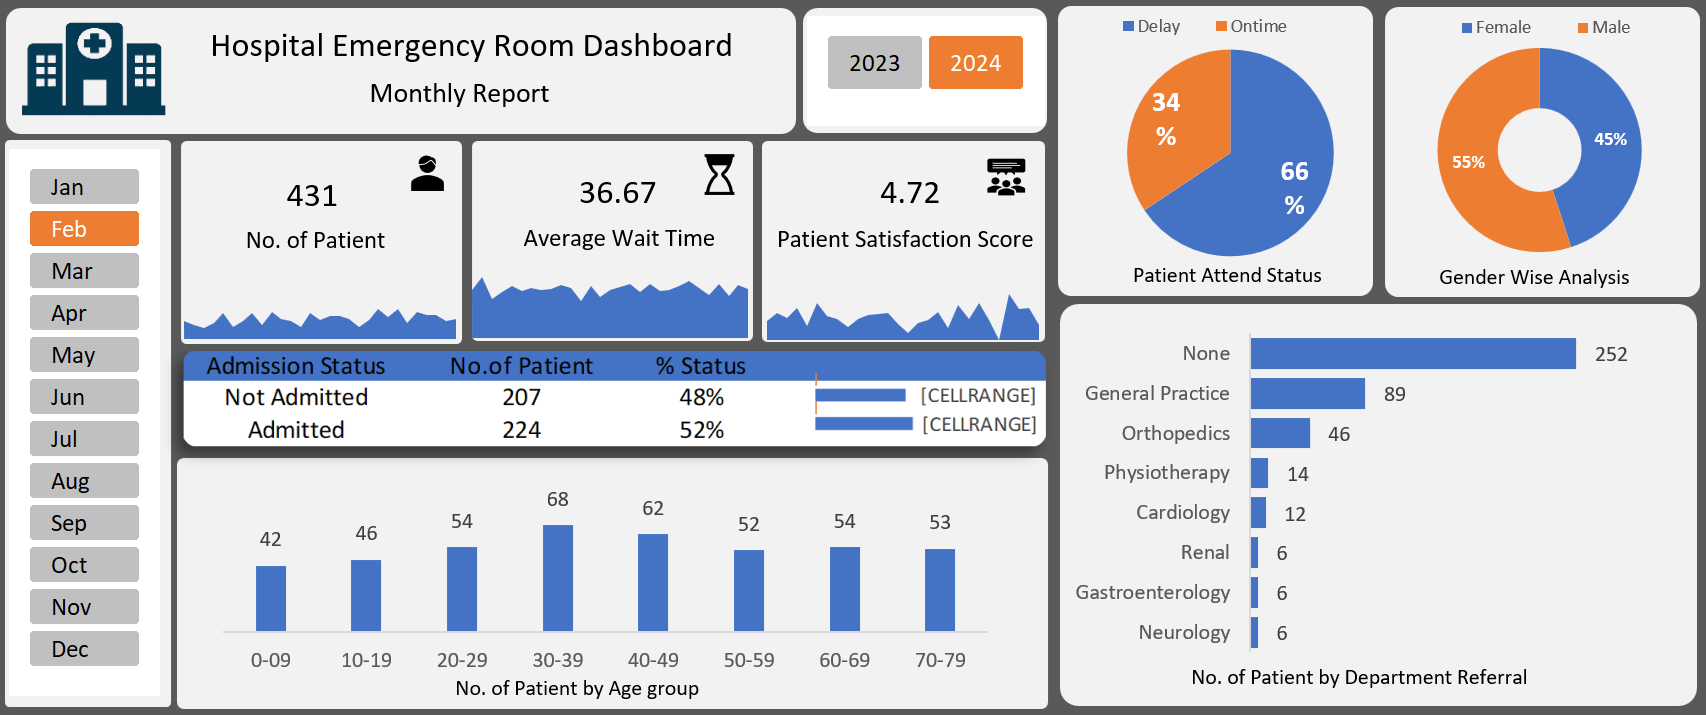 Hospital Emergency Room Dashboard
Monthly Report
2023
2024
Jan
Feb
Mar
Apr
May
Jun
Jul
Aug
Sep
Oct
Nov
Dec
431
No. of Patient
36.67
Average Wait Time
4.72
Patient Satisfaction Score
Admission Status No.of Patient % Status
Not Admitted 207 48% [CELLRANGE]
Admitted 224 52% [CELLRANGE]
42 46 54 68 62 52 54 53
0-09 10-19 20-29 30-39 40-49 50-59 60-69 70-79
No. of Patient by Age group
Delay Ontime
34
%
66
%
Patient Attend Status
Female Male
45%
55%
Gender Wise Analysis
None 252
General Practice 89
Orthopedics 46
Physiotherapy 14
Cardiology 12
Renal 6
Gastroenterology 6
Neurology 6
No. of Patient by Department Referral